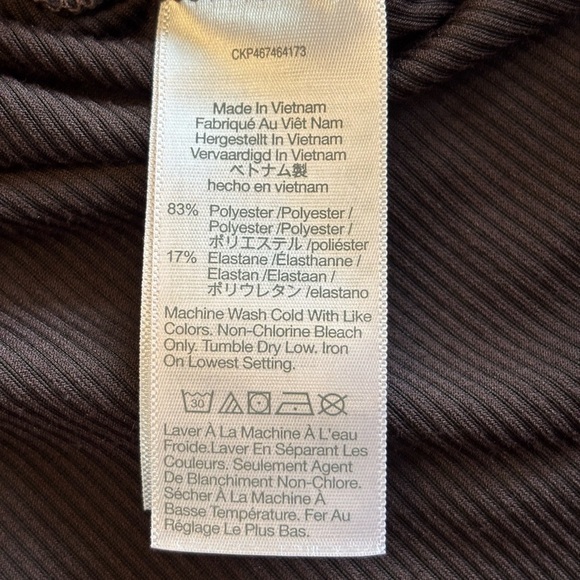 CKP467464173
Made In Vietnam
Fabriqué Au Viêt Nam
Hergestellt In Vietnam
Vervaardigd In Vietnam
ベトナム製
hecho en vietnam
83% Polyester /Polyester /
Polyester /Polyester /
ポリエステル /poliéster
17% Elastane /Élasthanne /
Elastan /Elastaan /
ポリウレタン /elastano
Machine Wash Cold With Like
Colors. Non-Chlorine Bleach
Only. Tumble Dry Low. Iron
On Lowest Setting.
30
Laver À La Machine À L'eau
Froide.Laver En Séparant Les
Couleurs. Seulement Agent
De Blanchiment Non-Chlore.
Sécher À La Machine À
Basse Température. Fer Au
Réglage Le Plus Bas.